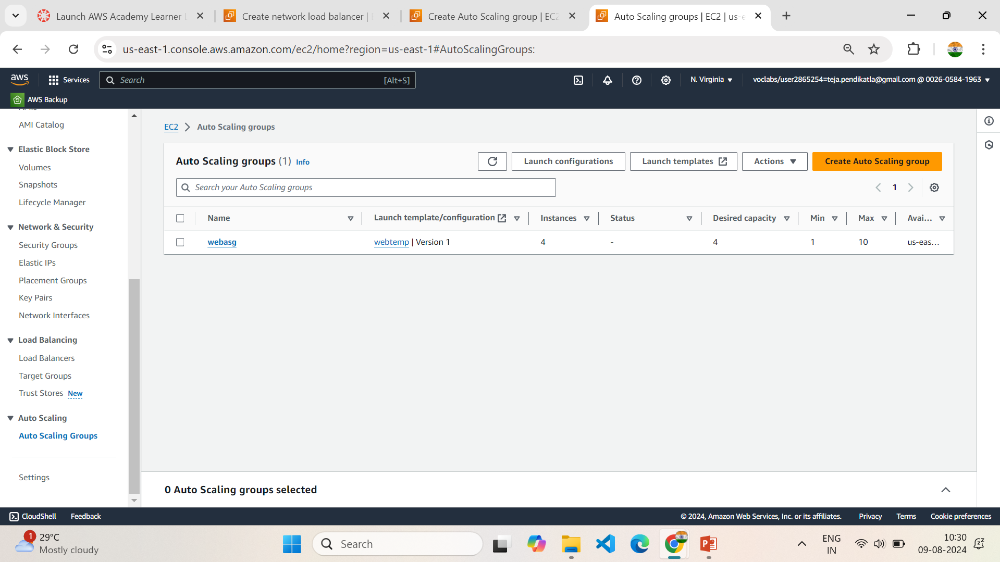 Launch AWS Academy Learner L
Create network load balancer | E
Create Auto Scaling group | EC2
Auto Scaling groups | EC2 | us-e
us-east-1.console.aws.amazon.com/ec2/home?region=us-east-1#AutoScalingGroups:
aws
Services
Search
[Alt+S]
N. Virginia
voclabs/user2865254=teja.pendikatla@gmail.com @ 0026-0584-1963
AWS Backup
AMIs
AMI Catalog
Elastic Block Store
Volumes
Snapshots
Lifecycle Manager
Network & Security
Security Groups
Elastic IPs
Placement Groups
Key Pairs
Network Interfaces
Load Balancing
Load Balancers
Target Groups
Trust Stores New
Auto Scaling
Auto Scaling Groups
Settings
EC2 > Auto Scaling groups
Auto Scaling groups (1) Info
Launch configurations
Launch templates
Actions
Create Auto Scaling group
Search your Auto Scaling groups
1
Name Launch template/configuration Instances Status Desired capacity Min Max Avai...
webasg webtemp | Version 1 4 - 4 1 10 us-eas...
0 Auto Scaling groups selected
CloudShell
Feedback
© 2024, Amazon Web Services, Inc. or its affiliates.
Privacy
Terms
Cookie preferences
1
29°C
Mostly cloudy
Search
ENG
IN
10:30
09-08-2024